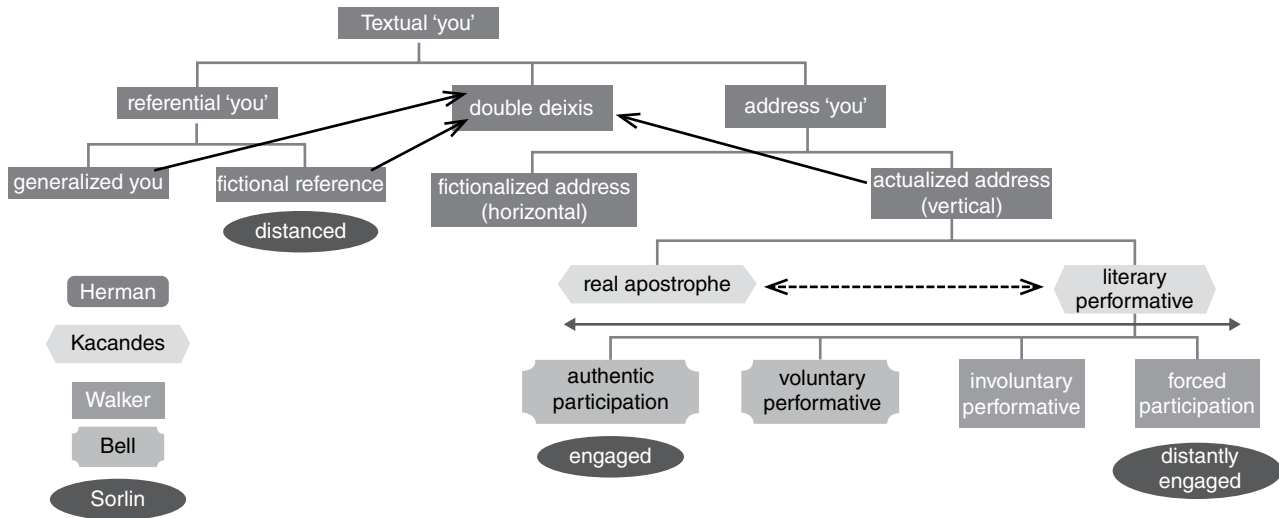 Textual ‘you’
referential ‘you’
double deixis
address ‘you’
generalized you
fictional reference
fictionalized address
(horizontal)
actualized address
(vertical)
distanced
real apostrophe
literary
performative
Herman
Kacandes
Walker
Bell
Sorlin
authentic
participation
voluntary
performative
involuntary
performative
forced
participation
engaged
distantly
engaged